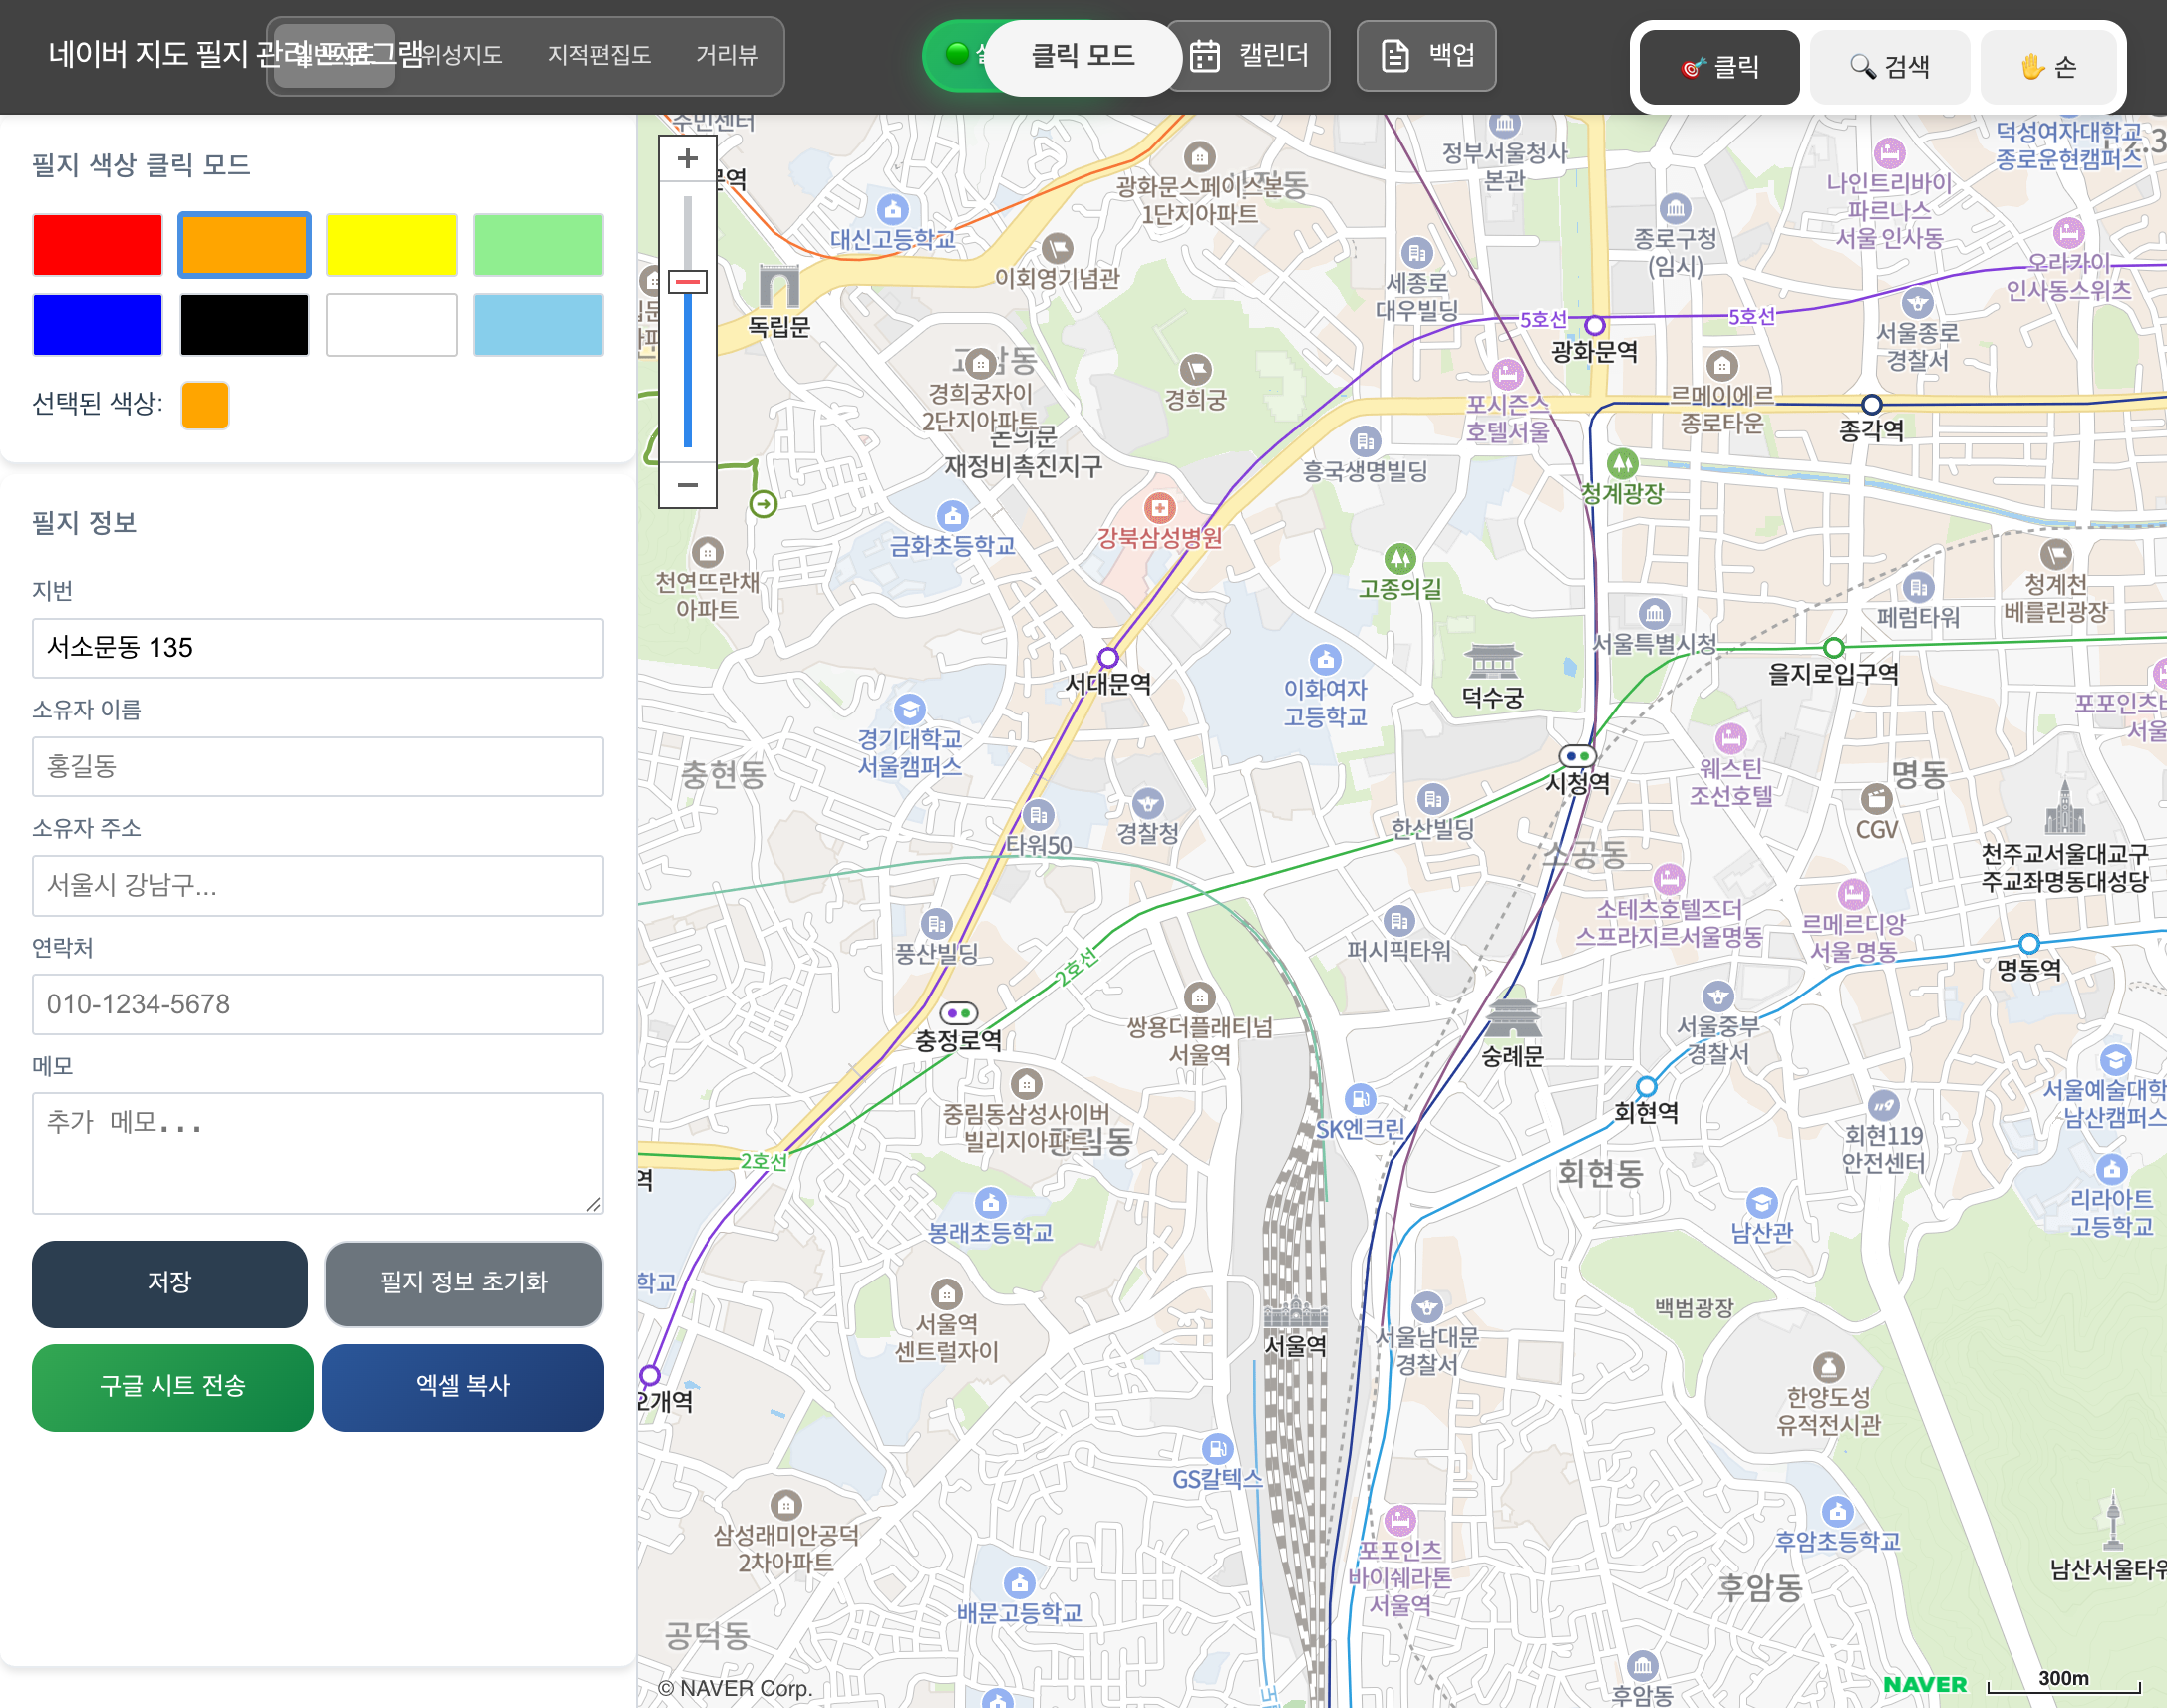 네이버 지도 필지 관리 프로그램
일반지도
위성지도
지적편집도
거리뷰
클릭 모드
캘린더
백업
🎯 클릭
🔍 검색
✋ 손
필지 색상 클릭 모드
선택된 색상:
필지 정보
지번
서소문동 135
소유자 이름
홍길동
소유자 주소
서울시 강남구...
연락처
010-1234-5678
메모
추가 메모...
저장
필지 정보 초기화
구글 시트 전송
엑셀 복사
+
−
주민센터
대신고등학교
독립문
광화문스페이스본
1단지아파트
이회영기념관
정부서울청사
본관
세종로
대우빌딩
종로구청
(임시)
나인트리바이
파르나스
서울 인사동
덕성여자대학교
종로운현캠퍼스
오라카이
인사동스위츠
서울종로
경찰서
5호선
5호선
광화문역
경희궁자이
2단지아파트
돈의문
재정비촉진지구
경희궁
포시즌스
호텔서울
르메이에르
종로타운
종각역
흥국생명빌딩
청계광장
금화초등학교
강북삼성병원
고종의길
천연뜨란채
아파트
서울특별시청
페럼타워
청계천
베를린광장
서대문역
이화여자
고등학교
덕수궁
을지로입구역
경기대학교
서울캠퍼스
충현동
시청역
웨스틴
조선호텔
명동
CGV
타워50
경찰청
한산빌딩
소공동
천주교서울대교구
주교좌명동대성당
소테츠호텔즈더
스프라지르서울명동
르메르디앙
서울 명동
풍산빌딩
퍼시픽타워
2호선
명동역
충정로역
쌍용더플래티넘
서울역
숭례문
서울중부
경찰서
중림동삼성사이버
빌리지아파트
SK엔크린
회현역
회현119
안전센터
서울예술대학
남산캠퍼스
2호선
회현동
봉래초등학교
남산관
리라아트
고등학교
서울역
센트럴자이
서울역
서울남대문
경찰서
백범광장
한양도성
유적전시관
GS칼텍스
삼성래미안공덕
2차아파트
포포인츠
바이쉐라톤
서울역
후암초등학교
남산서울타워
후암동
배문고등학교
공덕동
후암동
© NAVER Corp.
NAVER
300m